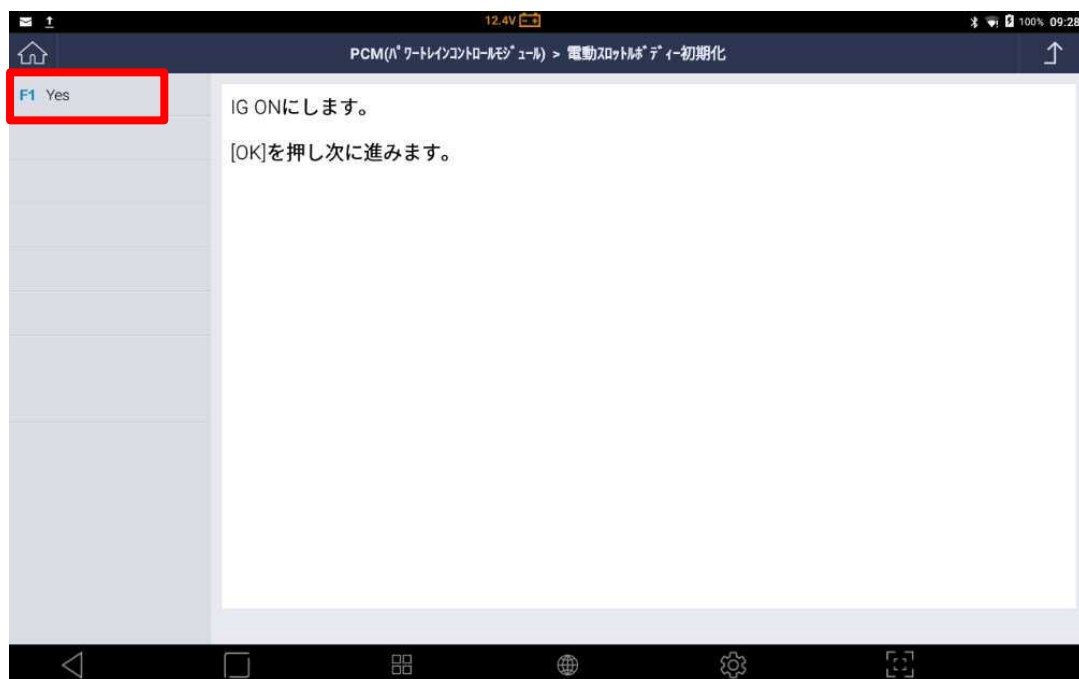 12.4V
100% 09:28
PCM(ﾊﾟﾜｰﾄﾚｲﾝｺﾝﾄﾛｰﾙﾓｼﾞｭｰﾙ) > 電動ｽﾛｯﾄﾙﾎﾞﾃﾞｨｰ初期化
F1 Yes
IG ONにします。
[OK]を押し次に進みます。